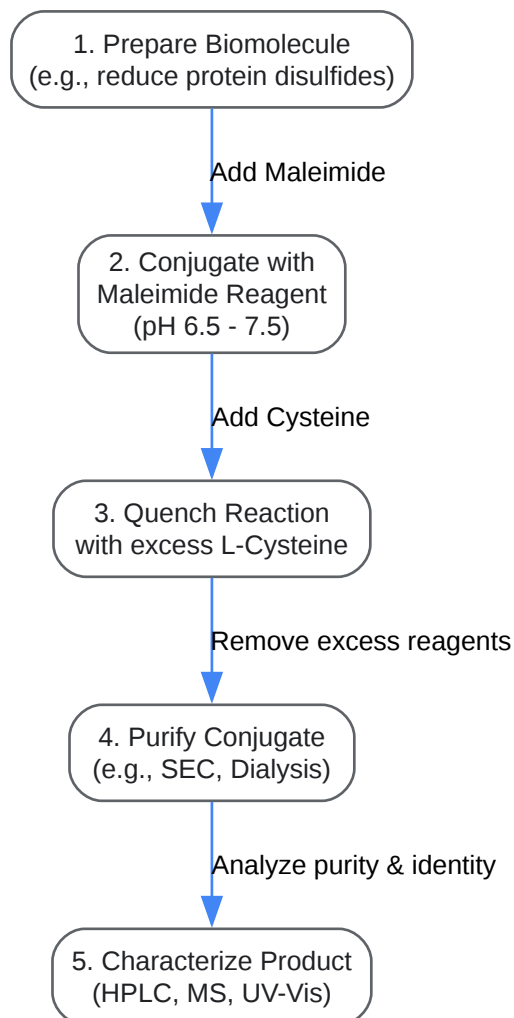 1. Prepare Biomolecule
(e.g., reduce protein disulfides)
Add Maleimide
2. Conjugate with
Maleimide Reagent
(pH 6.5 - 7.5)
Add Cysteine
3. Quench Reaction
with excess L-Cysteine
Remove excess reagents
4. Purify Conjugate
(e.g., SEC, Dialysis)
Analyze purity & identity
5. Characterize Product
(HPLC, MS, UV-Vis)